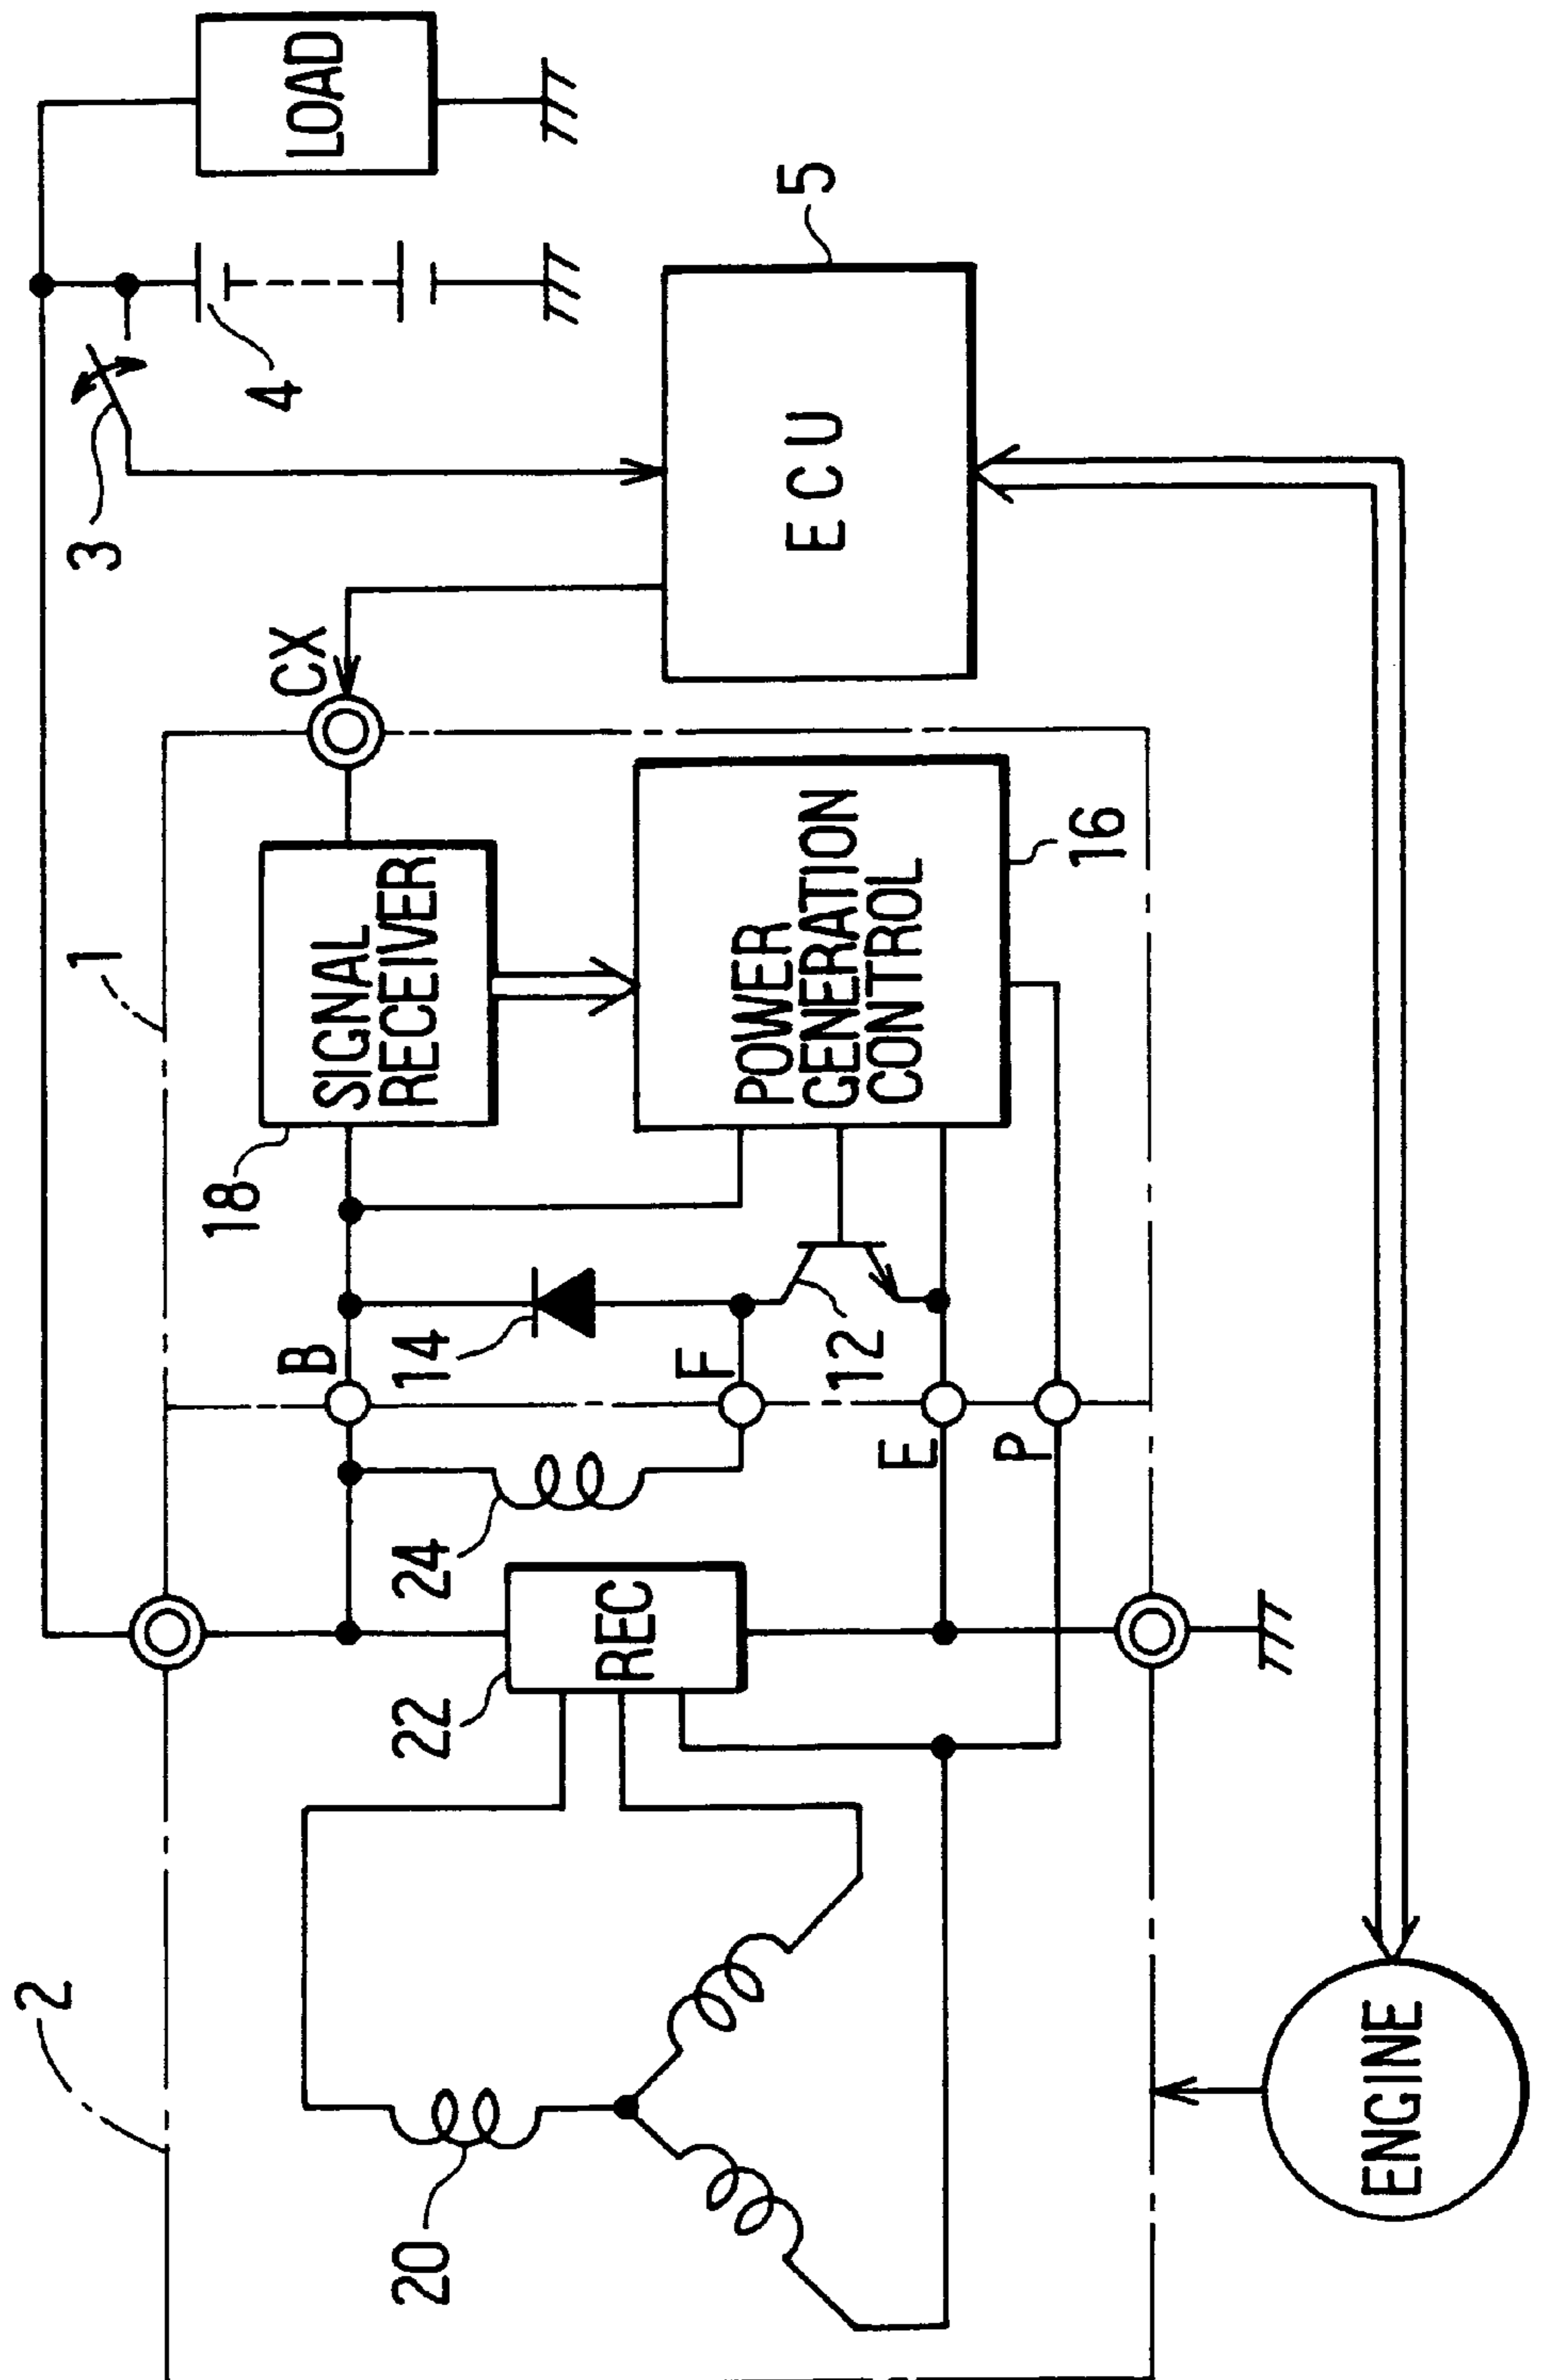 2
1
3
4
LOAD
5
ECU
CX
SIGNAL
RECEIVER
18
POWER
GENERATION
CONTROL
16
B
14
F
12
E
P
24
22
REC
20
ENGINE